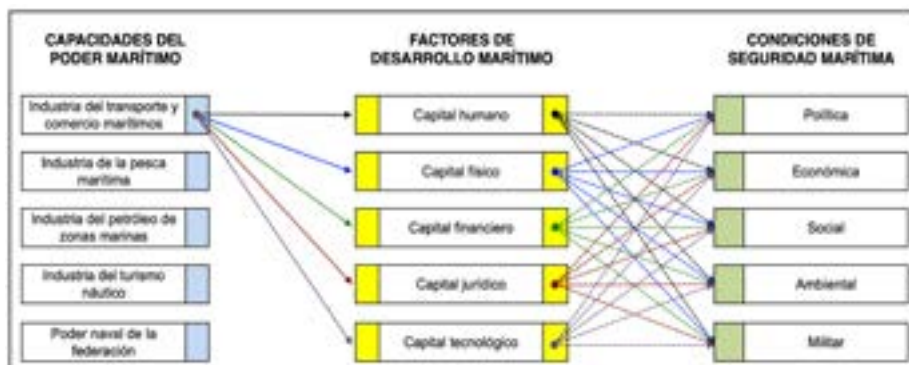 CAPACIDADES DEL
PODER MARÍTIMO
FACTORES DE
DESARROLLO MARÍTIMO
CONDICIONES DE
SEGURIDAD MARÍTIMA
Industria del transporte y
comercio marítimos
Capital humano
Política
Industria de la pesca
marítima
Capital físico
Económica
Industria del petróleo de
zonas marinas
Capital financiero
Social
Industria del turismo
náutico
Capital jurídico
Ambiental
Poder naval de la
federación
Capital tecnológico
Militar